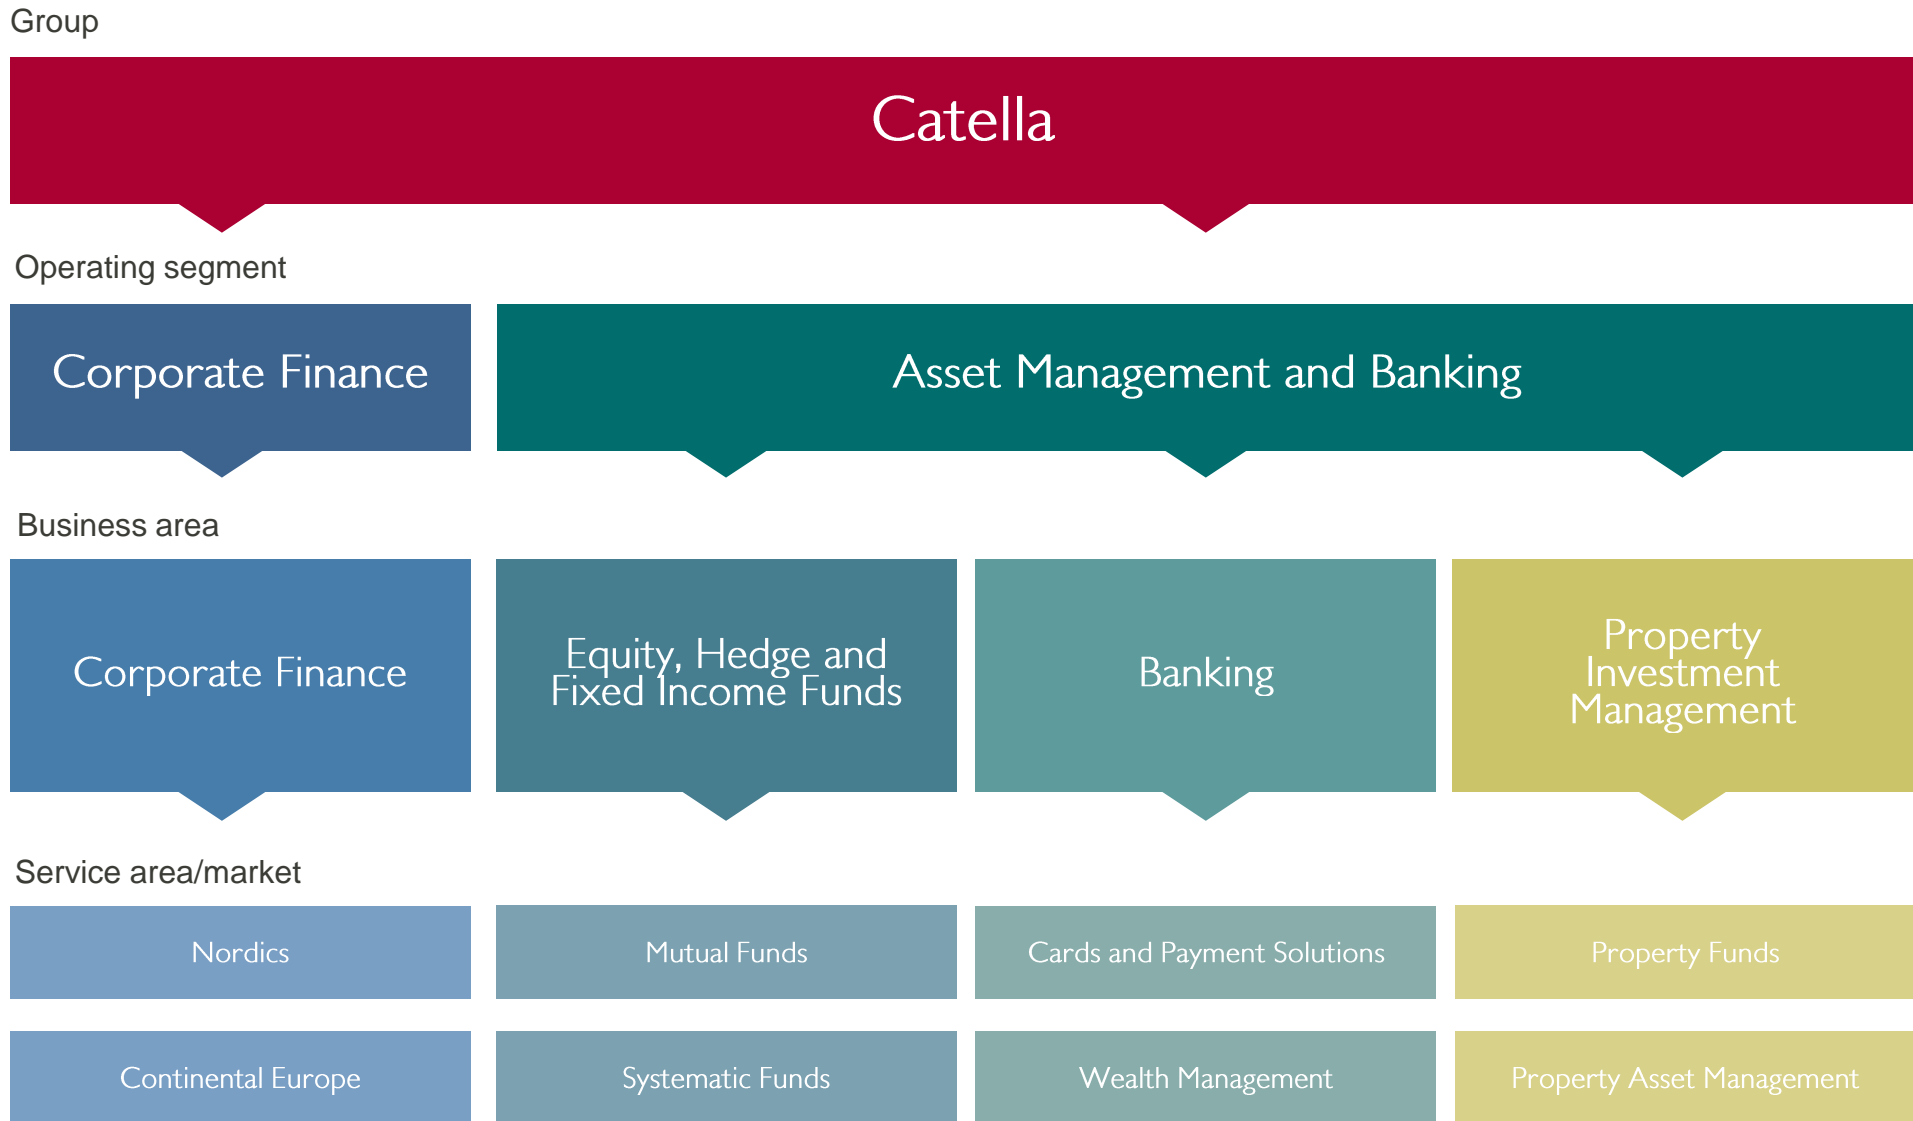 Group
Catella
Operating segment
Corporate Finance
Asset Management and Banking
Business area
Corporate Finance
Equity, Hedge and
Fixed Income Funds
Banking
Property
Investment
Management
Service area/market
Nordics
Mutual Funds
Cards and Payment Solutions
Property Funds
Continental Europe
Systematic Funds
Wealth Management
Property Asset Management